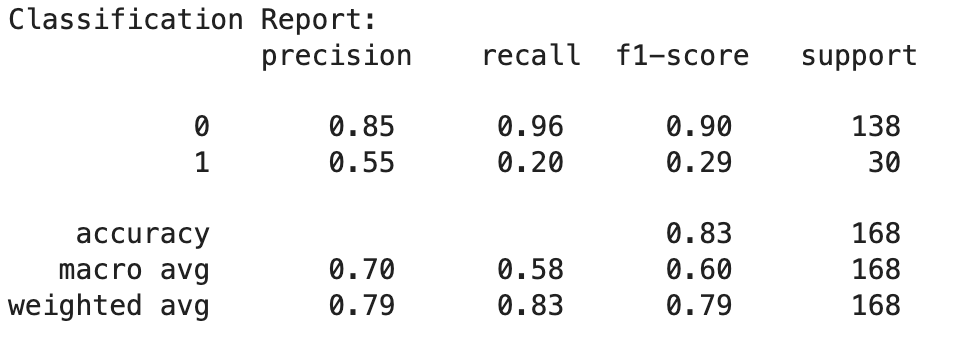 Classification Report:
precision recall f1-score support
0 0.85 0.96 0.90 138
1 0.55 0.20 0.29 30
accuracy 0.83 168
macro avg 0.70 0.58 0.60 168
weighted avg 0.79 0.83 0.79 168